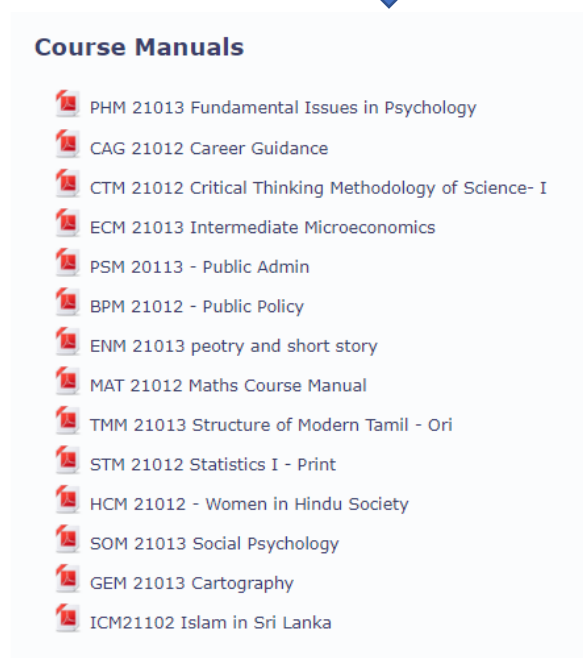 Course Manuals
PHM 21013 Fundamental Issues in Psychology
CAG 21012 Career Guidance
CTM 21012 Critical Thinking Methodology of Science- I
ECM 21013 Intermediate Microeconomics
PSM 20113 - Public Admin
BPM 21012 - Public Policy
ENM 21013 peotry and short story
MAT 21012 Maths Course Manual
TMM 21013 Structure of Modern Tamil - Ori
STM 21012 Statistics I - Print
HCM 21012 - Women in Hindu Society
SOM 21013 Social Psychology
GEM 21013 Cartography
ICM21102 Islam in Sri Lanka